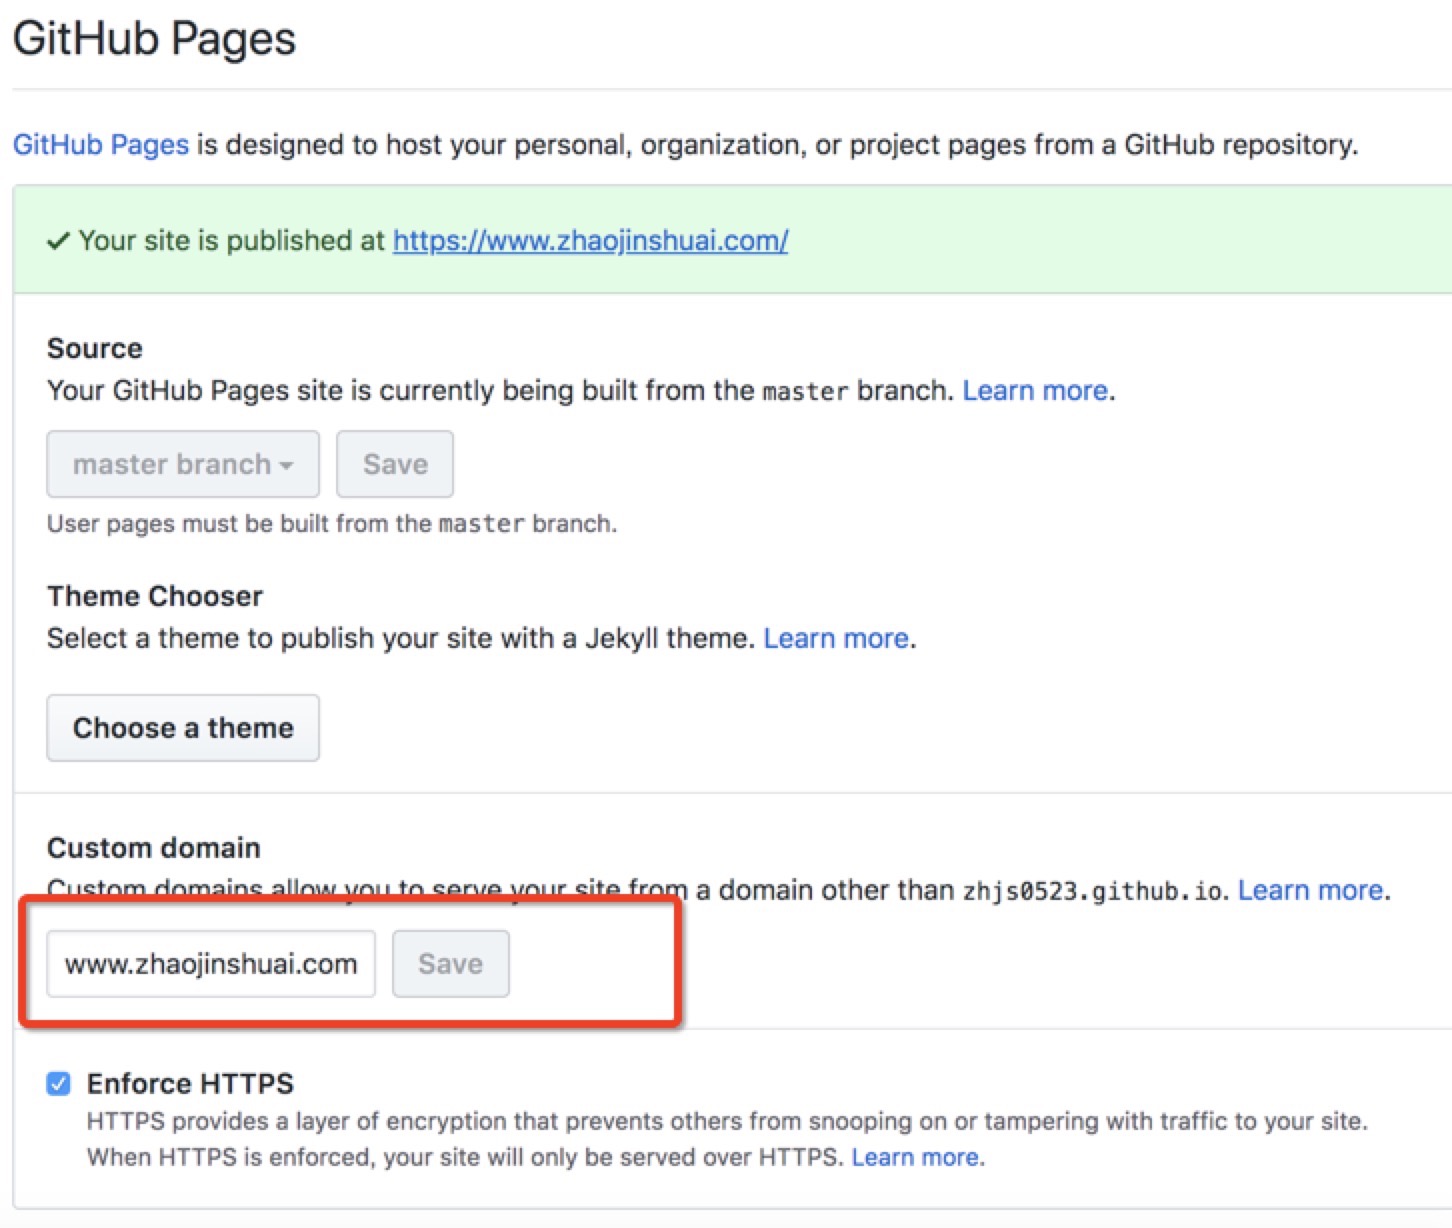 GitHub Pages
GitHub Pages is designed to host your personal, organization, or project pages from a GitHub repository.
Your site is published at https://www.zhaojinshuai.com/
Source
Your GitHub Pages site is currently being built from the master branch. Learn more.
master branch Save
User pages must be built from the master branch.
Theme Chooser
Select a theme to publish your site with a Jekyll theme. Learn more.
Choose a theme
Custom domain
Custom domains allow you to serve your site from a domain other than zhjs0523.github.io. Learn more.
www.zhaojinshuai.com Save
Enforce HTTPS
HTTPS provides a layer of encryption that prevents others from snooping on or tampering with traffic to your site.
When HTTPS is enforced, your site will only be served over HTTPS. Learn more.